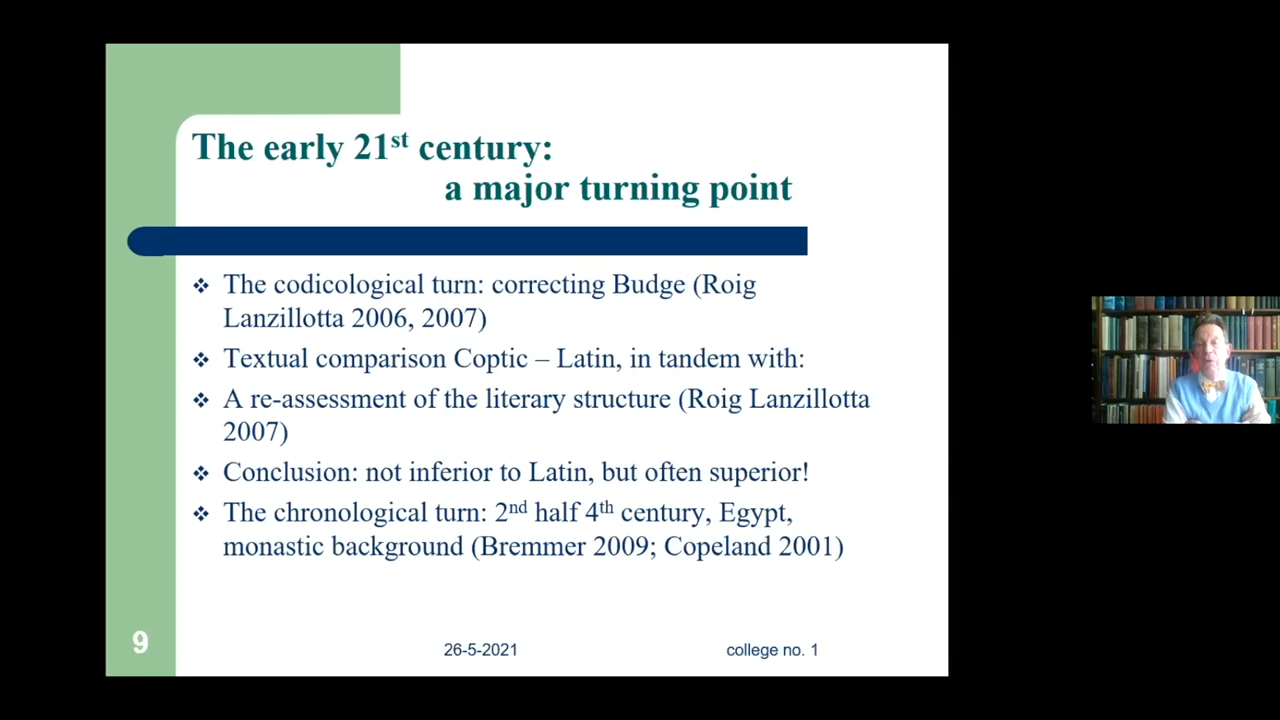 The early 21st century:
a major turning point
❖ The codicological turn: correcting Budge (Roig
Lanzillotta 2006, 2007)
❖ Textual comparison Coptic – Latin, in tandem with:
❖ A re-assessment of the literary structure (Roig Lanzillotta
2007)
❖ Conclusion: not inferior to Latin, but often superior!
❖ The chronological turn: 2nd half 4th century, Egypt,
monastic background (Bremmer 2009; Copeland 2001)
9
26-5-2021
college no. 1